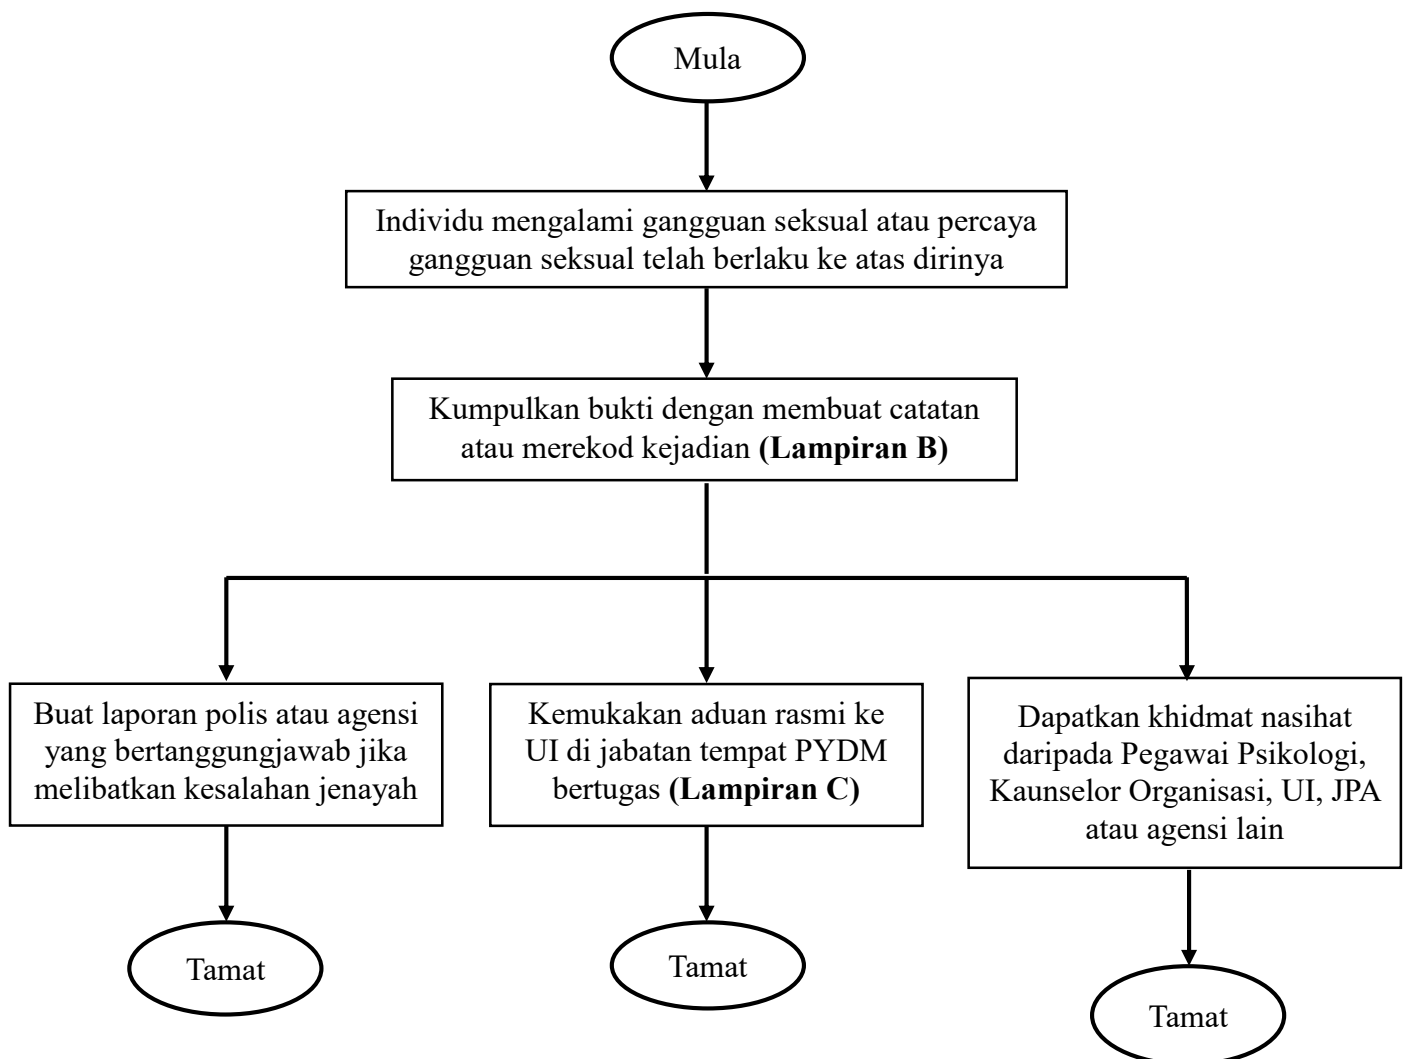 Mula
Individu mengalami gangguan seksual atau percaya
gangguan seksual telah berlaku ke atas dirinya
Kumpulkan bukti dengan membuat catatan
atau merekod kejadian (Lampiran B)
Buat laporan polis atau agensi
yang bertanggungjawab jika
melibatkan kesalahan jenayah
Kemukakan aduan rasmi ke
UI di jabatan tempat PYDM
bertugas (Lampiran C)
Dapatkan khidmat nasihat
daripada Pegawai Psikologi,
Kaunselor Organisasi, UI, JPA
atau agensi lain
Tamat
Tamat
Tamat